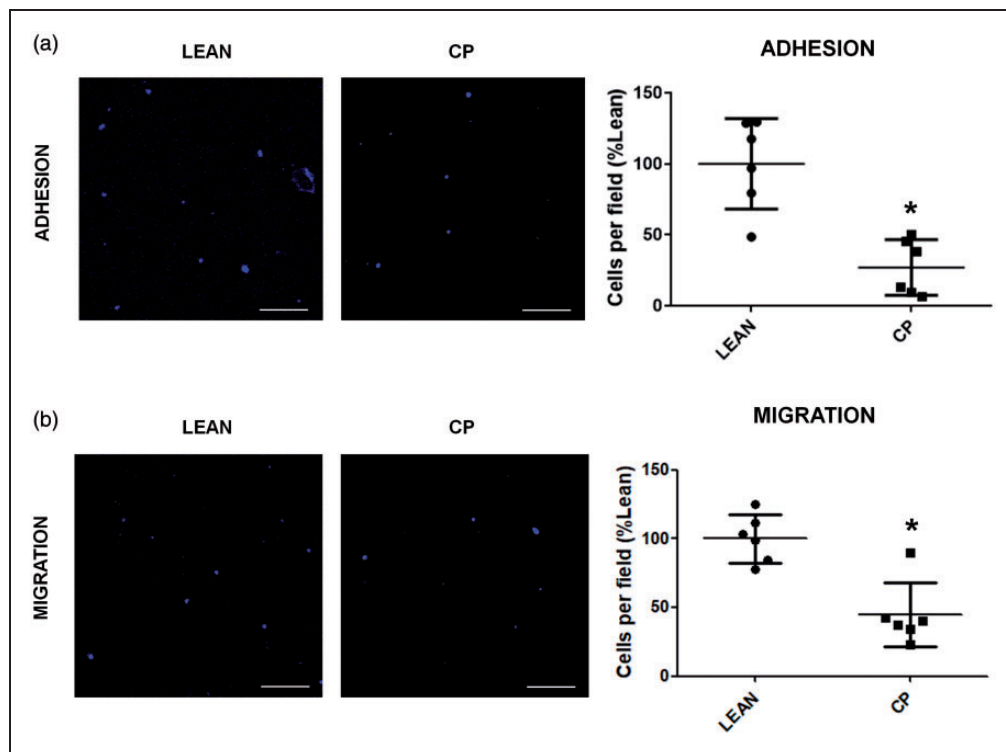 (a)
LEAN
CP
ADHESION
ADHESION
Cells per field (%Lean)
150
100
50
0
*
LEAN
CP
(b)
LEAN
CP
MIGRATION
MIGRATION
Cells per field (%Lean)
150
100
50
0
*
LEAN
CP